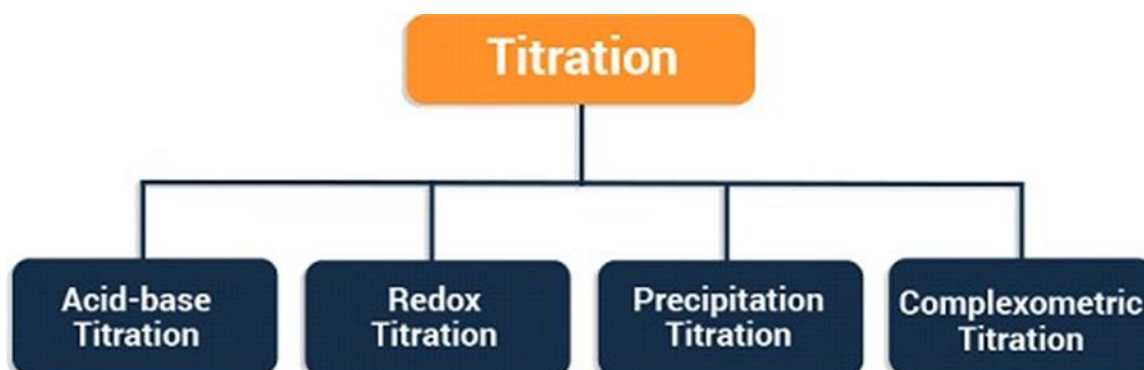 Titration
Acid-base
Titration
Redox
Titration
Precipitation
Titration
Complexometric
Titration